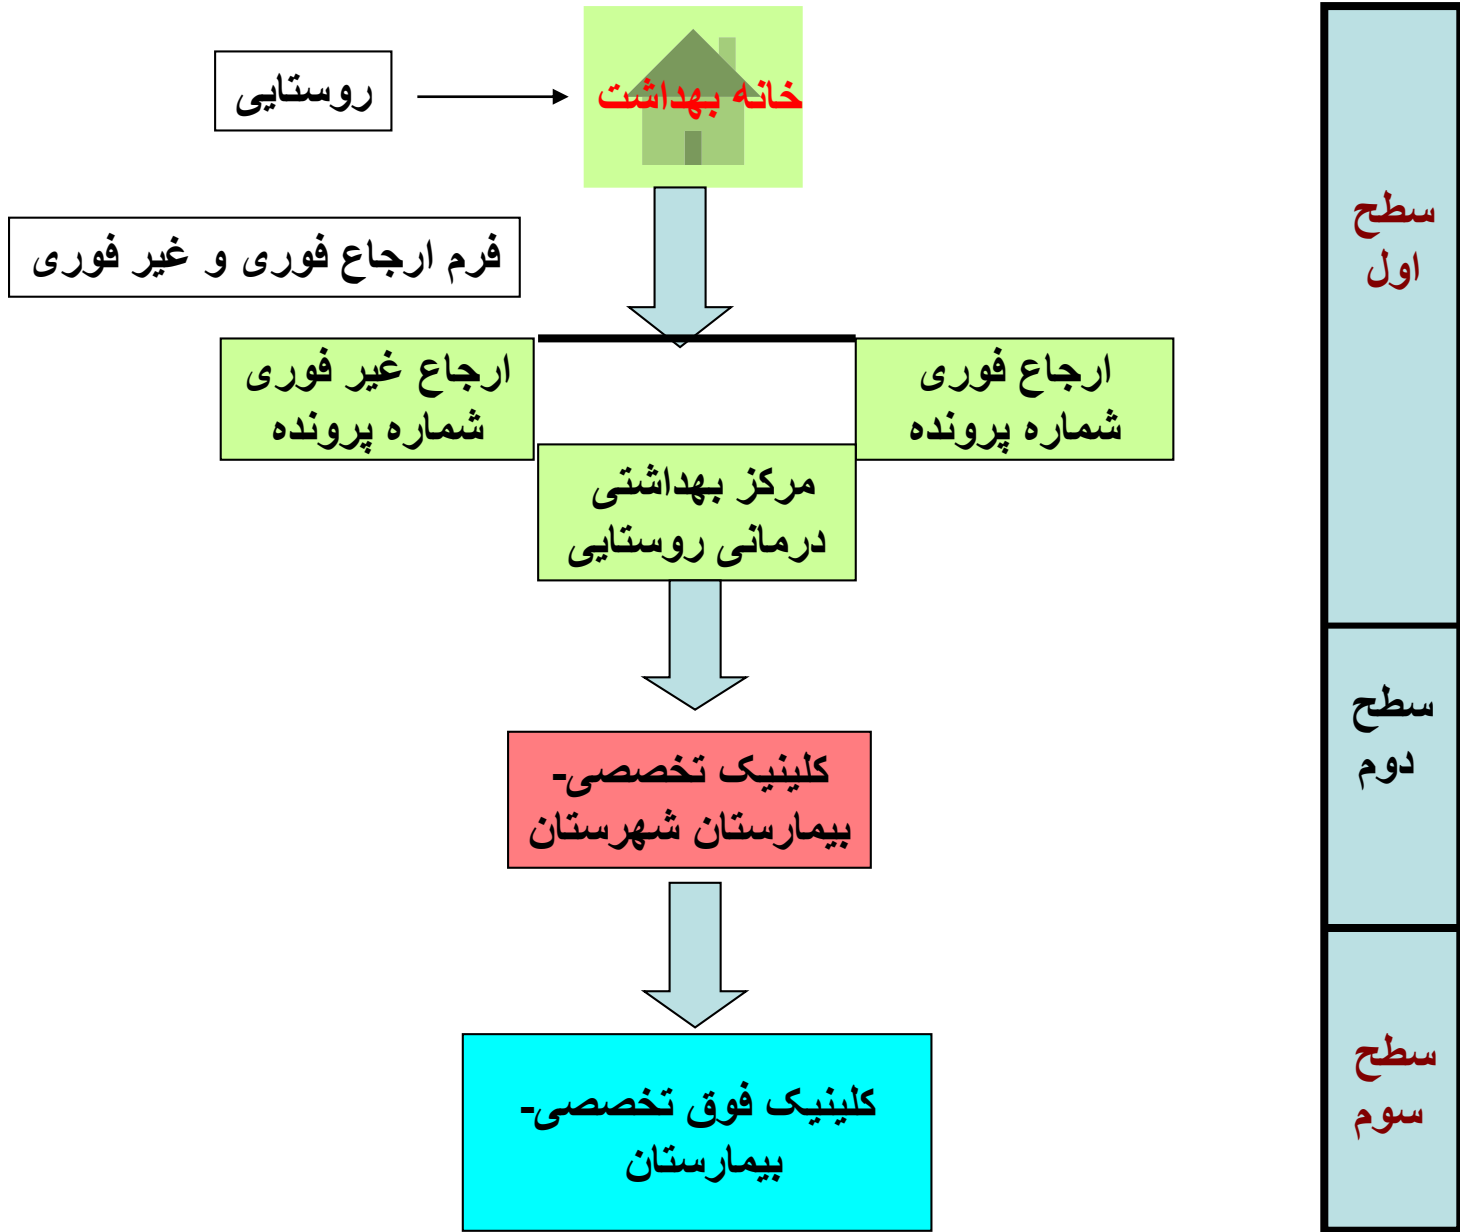 خانه بهداشت
روستایی
فرم ارجاع فوری و غیر فوری
ارجاع فوری
شماره پرونده
ارجاع غیر فوری
شماره پرونده
مرکز بهداشتی
درمانی روستایی
کلینیک تخصصی-
بیمارستان شهرستان
کلینیک فوق تخصصی-
بیمارستان
سطح
اول
سطح
دوم
سطح
سوم